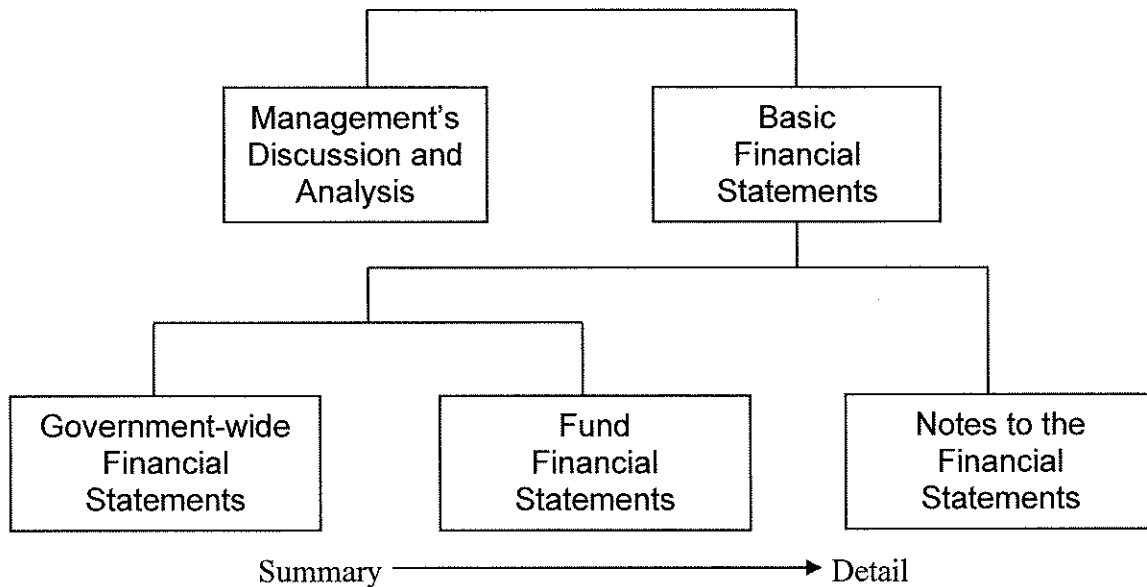 Management's
Discussion and
Analysis
Basic
Financial
Statements
Government-wide
Financial
Statements
Fund
Financial
Statements
Notes to the
Financial
Statements
Summary
Detail